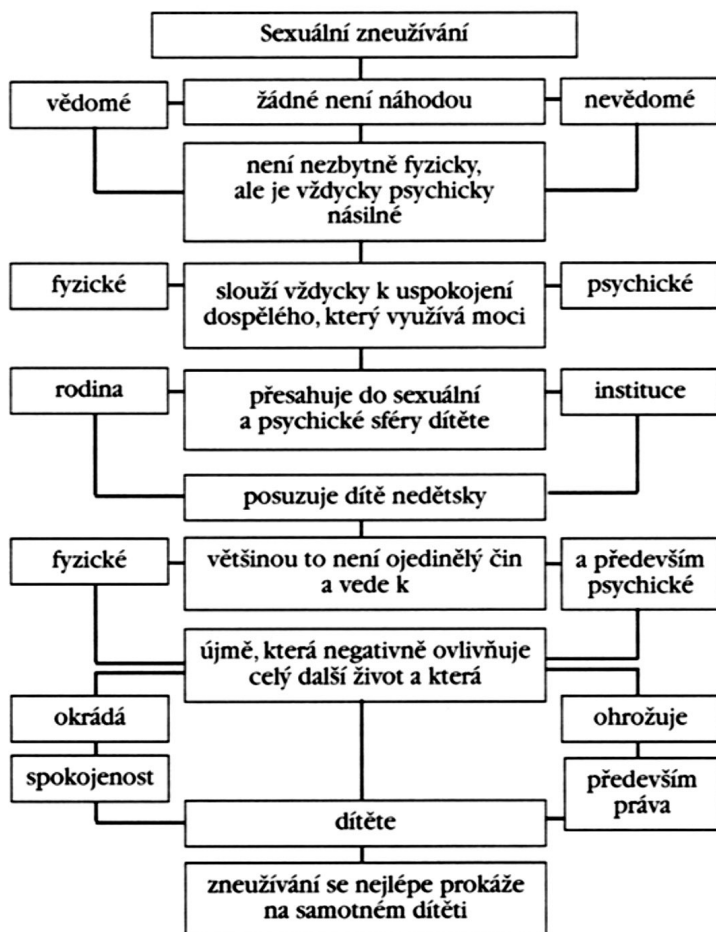 Sexuální zneužívání
vědomé
žádné není náhodou
nevědomé
není nezbytně fyzicky,
ale je vždycky psychicky
násilné
fyzické
slouží vždycky k uspokojení
dospělého, který využívá moci
psychické
rodina
přesahuje do sexuální
a psychické sféry dítěte
instituce
posuzuje dítě nedětsky
fyzické
většinou to není ojedinělý čin
a vede k
a především
psychické
újmě, která negativně ovlivňuje
celý další život a která
okrádá
ohrožuje
spokojenost
především
práva
dítěte
zneužívání se nejlépe prokáže
na samotném dítěti